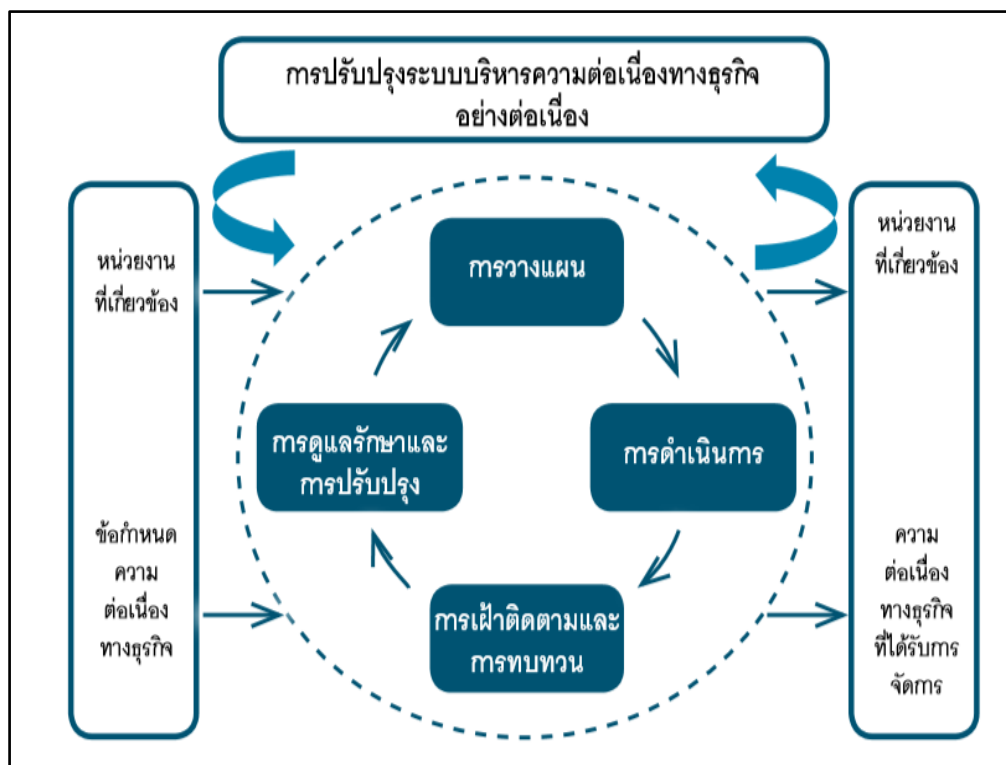 การปรับปรุงระบบบริหารความต่อเนื่องทางธุรกิจ
อย่างต่อเนื่อง
หน่วยงาน
ที่เกี่ยวข้อง
ข้อกำหนด
ความ
ต่อเนื่อง
ทางธุรกิจ
การวางแผน
การดำเนินการ
การเฝ้าติดตามและ
การทบทวน
การดูแลรักษาและ
การปรับปรุง
หน่วยงาน
ที่เกี่ยวข้อง
ความ
ต่อเนื่อง
ทางธุรกิจ
ที่ได้รับการ
จัดการ